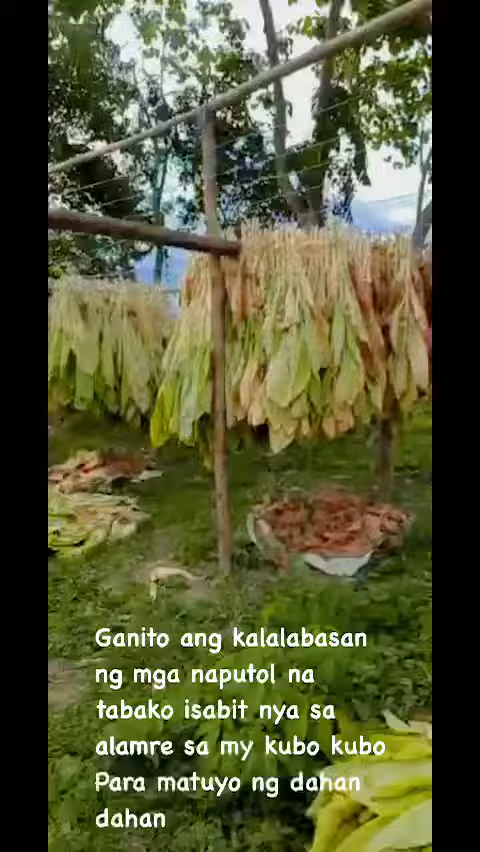 Ganito ang kalalabasan
ng mga naputol na
tabako isabit nya sa
alamre sa my kubo kubo
Para matuyo ng dahan
dahan